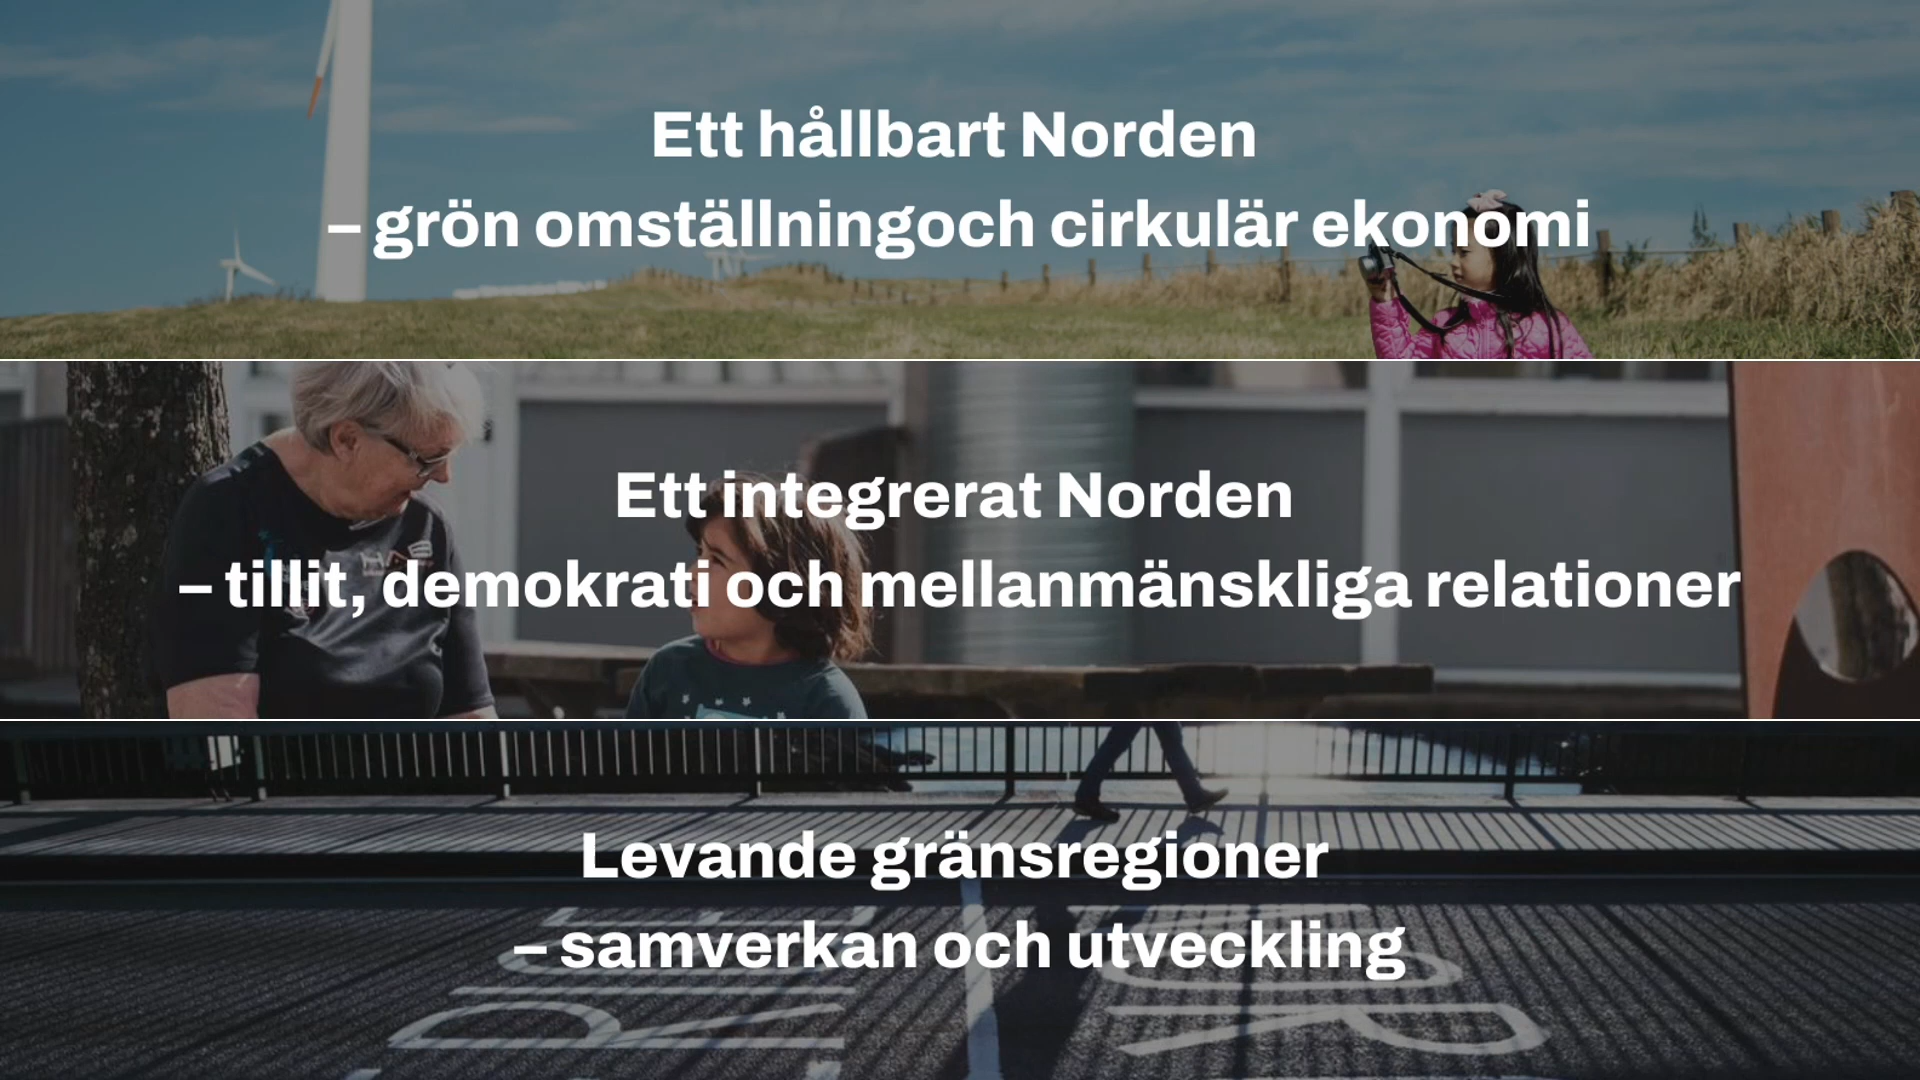 Ett hållbart Norden
– grön omställningoch cirkulär ekonomi
Ett integrerat Norden
– tillit, demokrati och mellanmänskliga relationer
Levande gränsregioner
– samverkan och utveckling